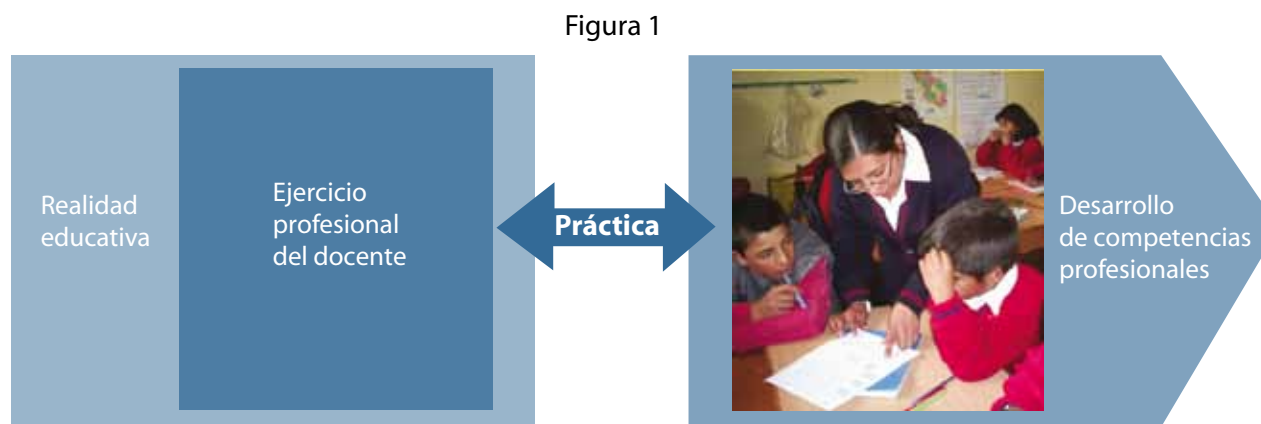 Figura 1
Realidad
educativa
Ejercicio
profesional
del docente
Práctica
Desarrollo
de competencias
profesionales